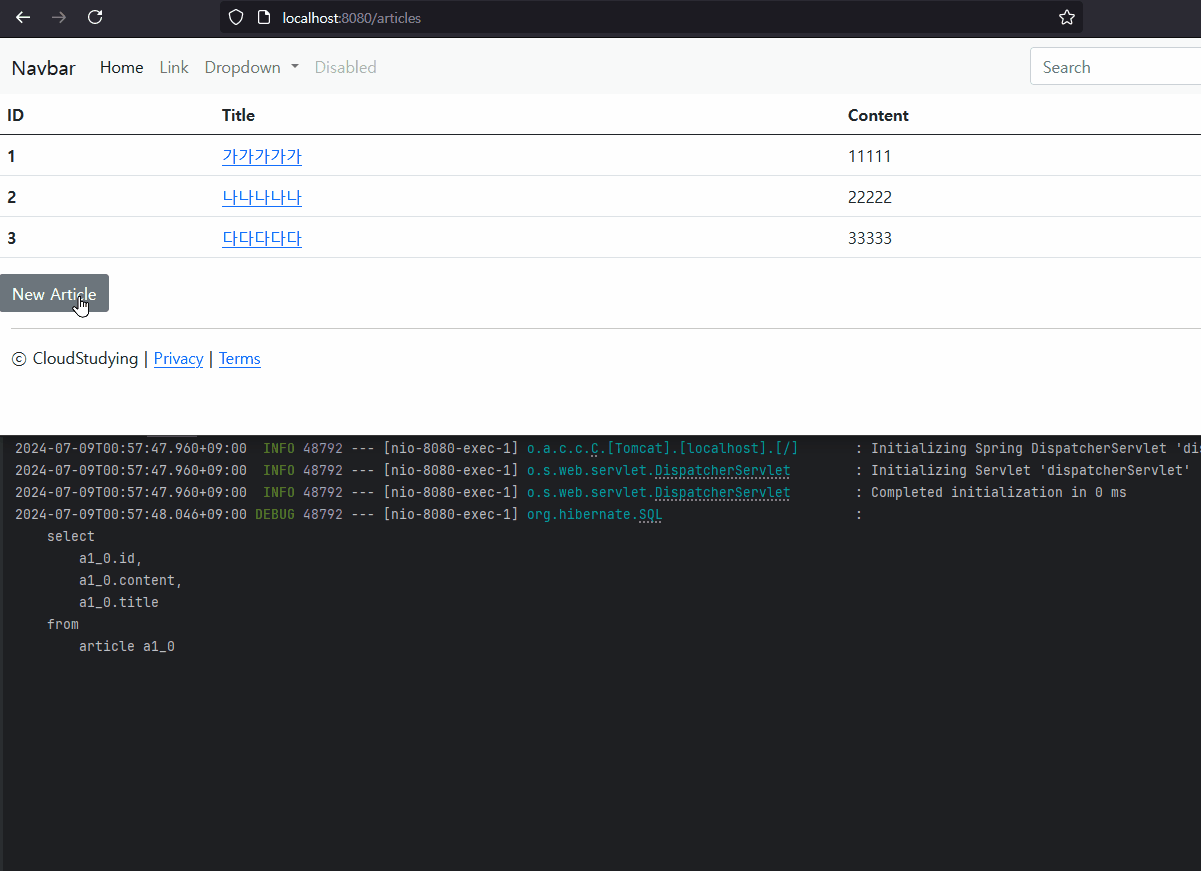 localhost:8080/articles
Navbar Home Link Dropdown Disabled Search
ID Title Content
1 가가가가가 11111
2 나나나나나 22222
3 다다다다다 33333
New Article
© CloudStudying | Privacy | Terms
2024-07-09T00:57:47.960+09:00  INFO 48792 --- [nio-8080-exec-1] o.a.c.c.C.[Tomcat].[localhost].[/]       : Initializing Spring DispatcherServlet 'dis
2024-07-09T00:57:47.960+09:00  INFO 48792 --- [nio-8080-exec-1] o.s.web.servlet.DispatcherServlet        : Initializing Servlet 'dispatcherServlet'
2024-07-09T00:57:47.960+09:00  INFO 48792 --- [nio-8080-exec-1] o.s.web.servlet.DispatcherServlet        : Completed initialization in 0 ms
2024-07-09T00:57:48.046+09:00 DEBUG 48792 --- [nio-8080-exec-1] org.hibernate.SQL                        :
select
a1_0.id,
a1_0.content,
a1_0.title
from
article a1_0